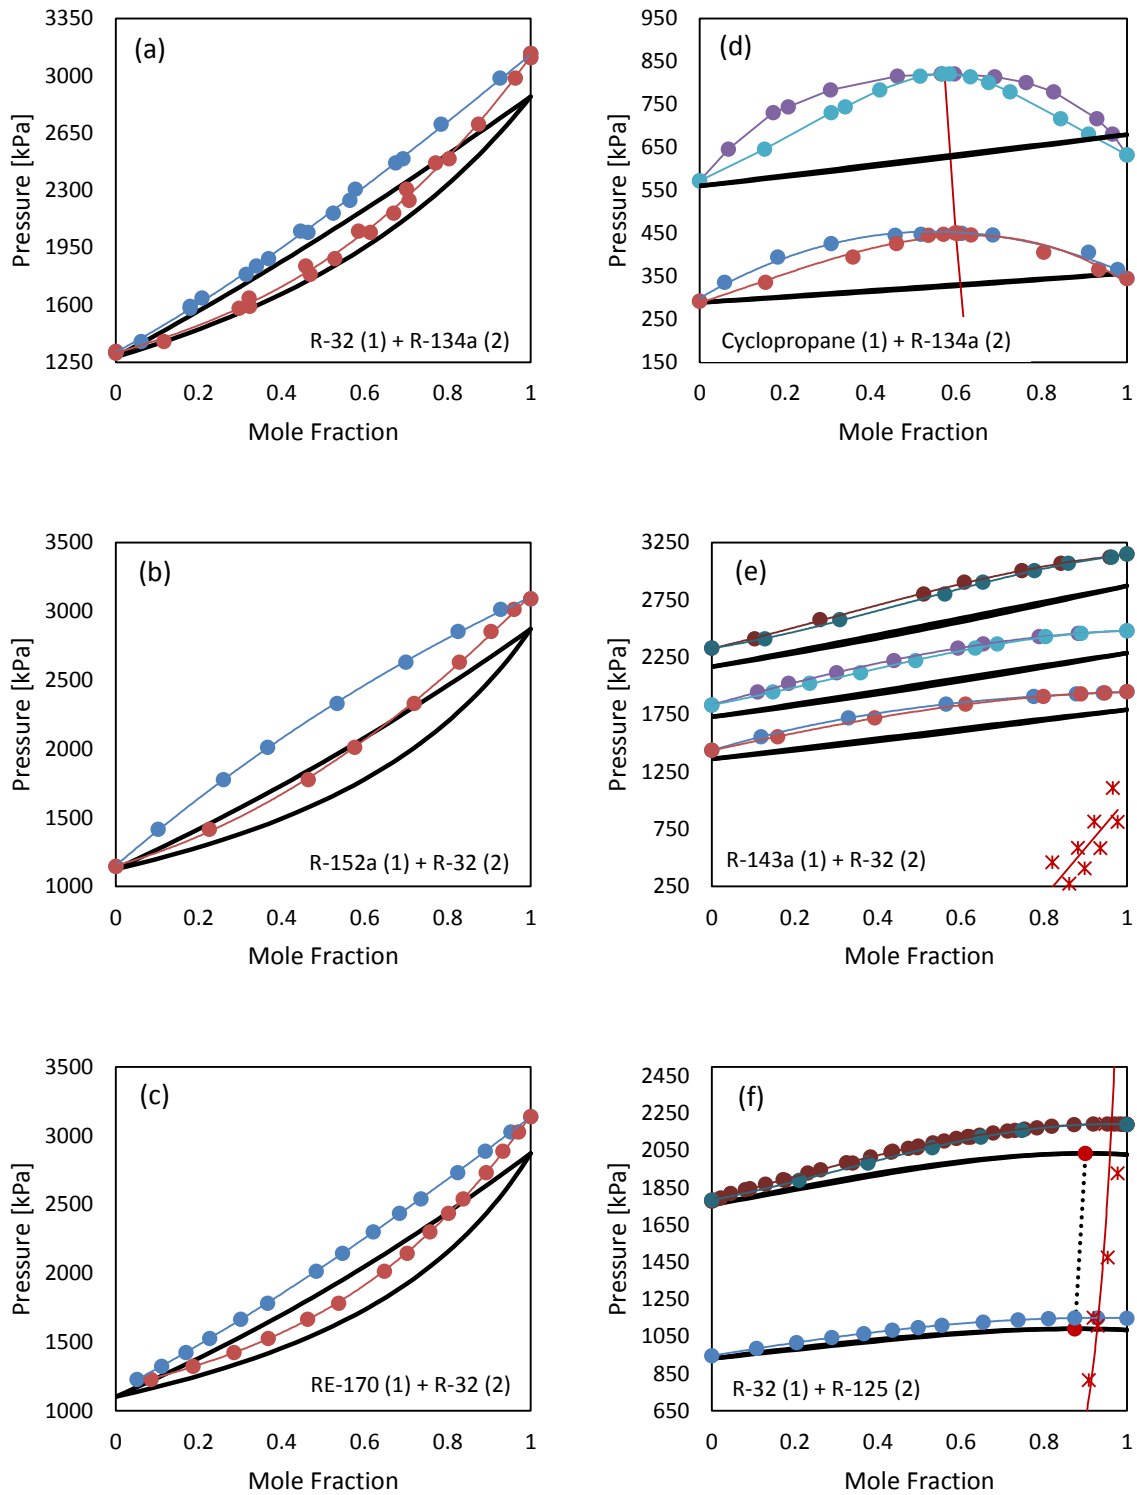 (a)
Pressure [kPa]
3350
3000
2650
2300
1950
1600
1250
R-32 (1) + R-134a (2)
0 0.2 0.4 0.6 0.8 1
Mole Fraction
(d)
Pressure [kPa]
950
850
750
650
550
450
350
250
150
Cyclopropane (1) + R-134a (2)
0 0.2 0.4 0.6 0.8 1
Mole Fraction
(b)
Pressure [kPa]
3500
3000
2500
2000
1500
1000
R-152a (1) + R-32 (2)
0 0.2 0.4 0.6 0.8 1
Mole Fraction
(e)
Pressure [kPa]
3250
2750
2250
1750
1250
750
250
R-143a (1) + R-32 (2)
0 0.2 0.4 0.6 0.8 1
Mole Fraction
(c)
Pressure [kPa]
3500
3000
2500
2000
1500
1000
RE-170 (1) + R-32 (2)
0 0.2 0.4 0.6 0.8 1
Mole Fraction
(f)
Pressure [kPa]
2450
2250
2050
1850
1650
1450
1250
1050
850
650
R-32 (1) + R-125 (2)
0 0.2 0.4 0.6 0.8 1
Mole Fraction